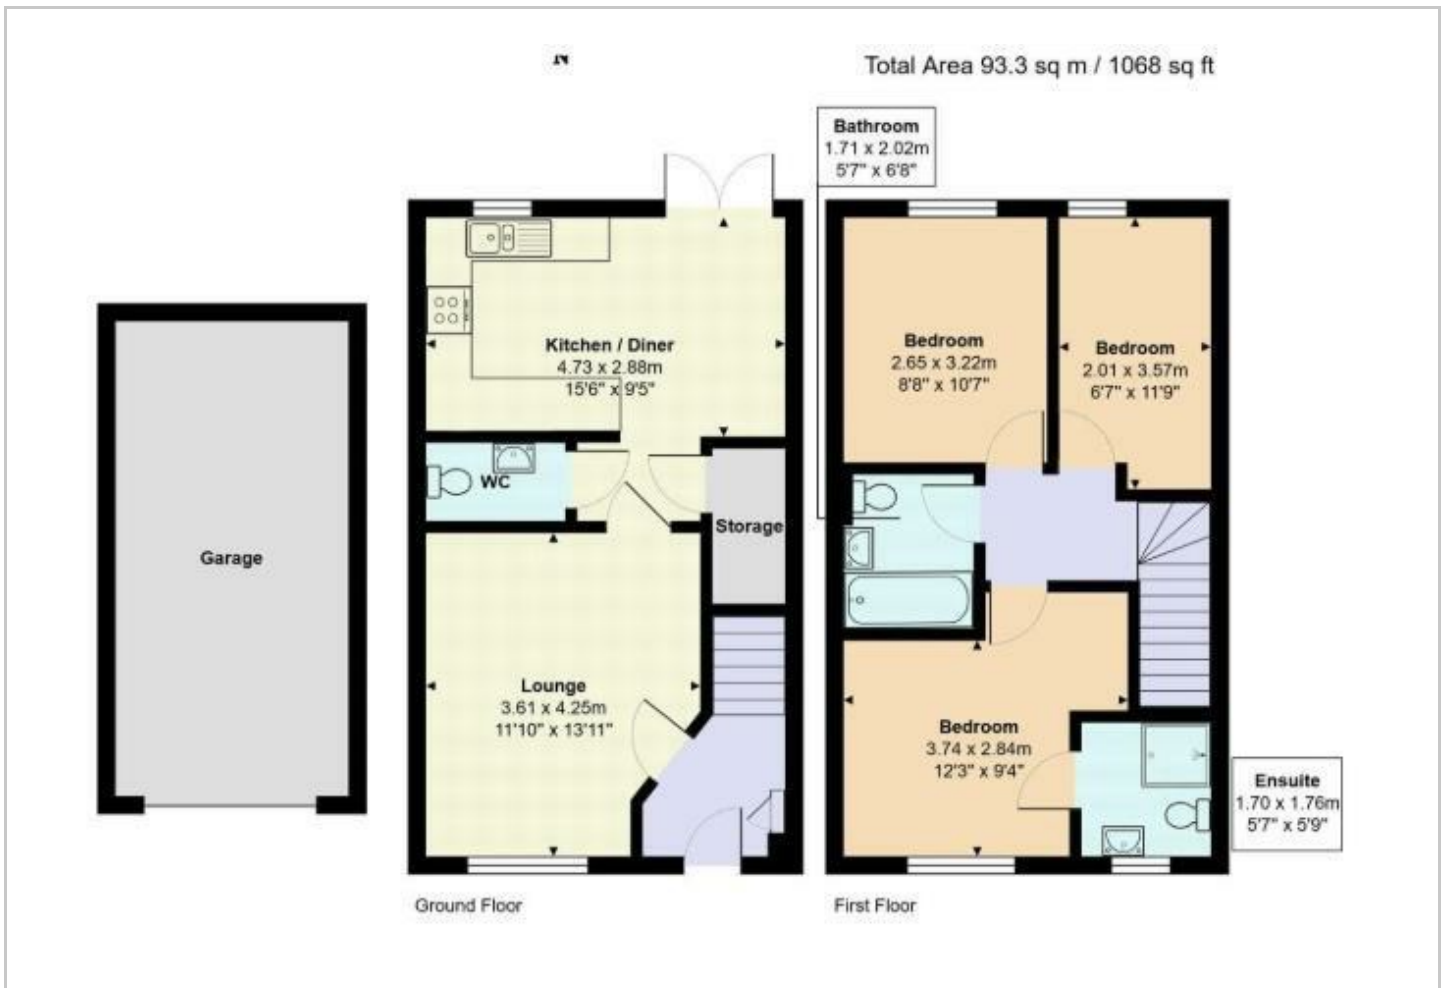 N
Total Area 93.3 sq m / 1068 sq ft
Bathroom
1.71 x 2.02m
5'7" x 6'8"
Kitchen / Diner
4.73 x 2.88m
15'6" x 9'5"
Bedroom
2.65 x 3.22m
8'8" x 10'7"
Bedroom
2.01 x 3.57m
6'7" x 11'9"
WC
Storage
Garage
Lounge
3.61 x 4.25m
11'10" x 13'11"
Bedroom
3.74 x 2.84m
12'3" x 9'4"
Ensuite
1.70 x 1.76m
5'7" x 5'9"
Ground Floor
First Floor